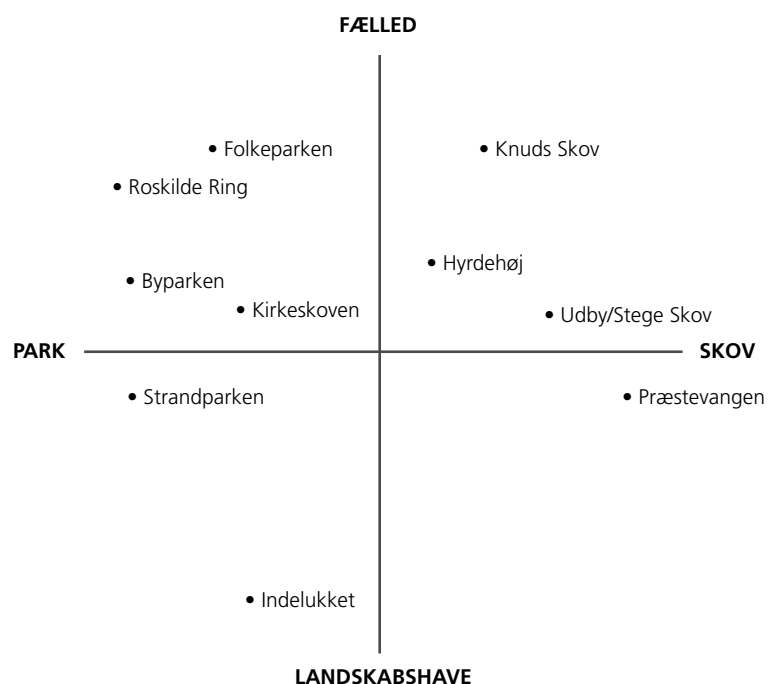 FÆLLED
• Folkeparken
• Knuds Skov
• Roskilde Ring
• Hyrdehøj
• Byparken
• Kirkeskoven
• Udby/Stege Skov
PARK
SKOV
• Strandparken
• Præstevangen
• Indelukket
LANDSKABSHAVE